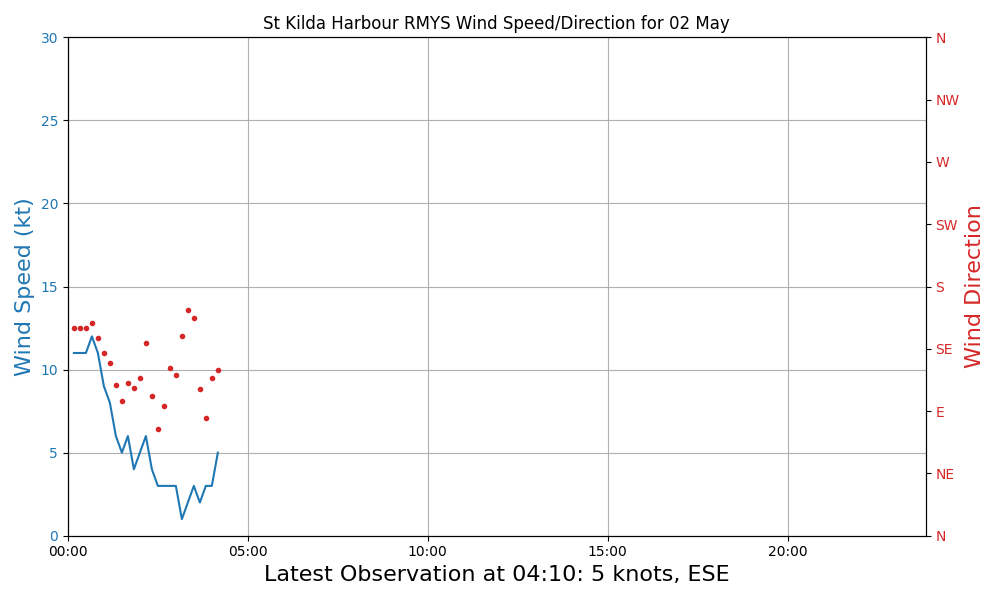 St Kilda Harbour RMYS Wind Speed/Direction for 02 May
Wind Speed (kt)
30
25
20
15
10
5
0
00:00
05:00
10:00
15:00
20:00
N
NW
W
SW
S
SE
E
NE
N
Wind Direction
Latest Observation at 04:10: 5 knots, ESE